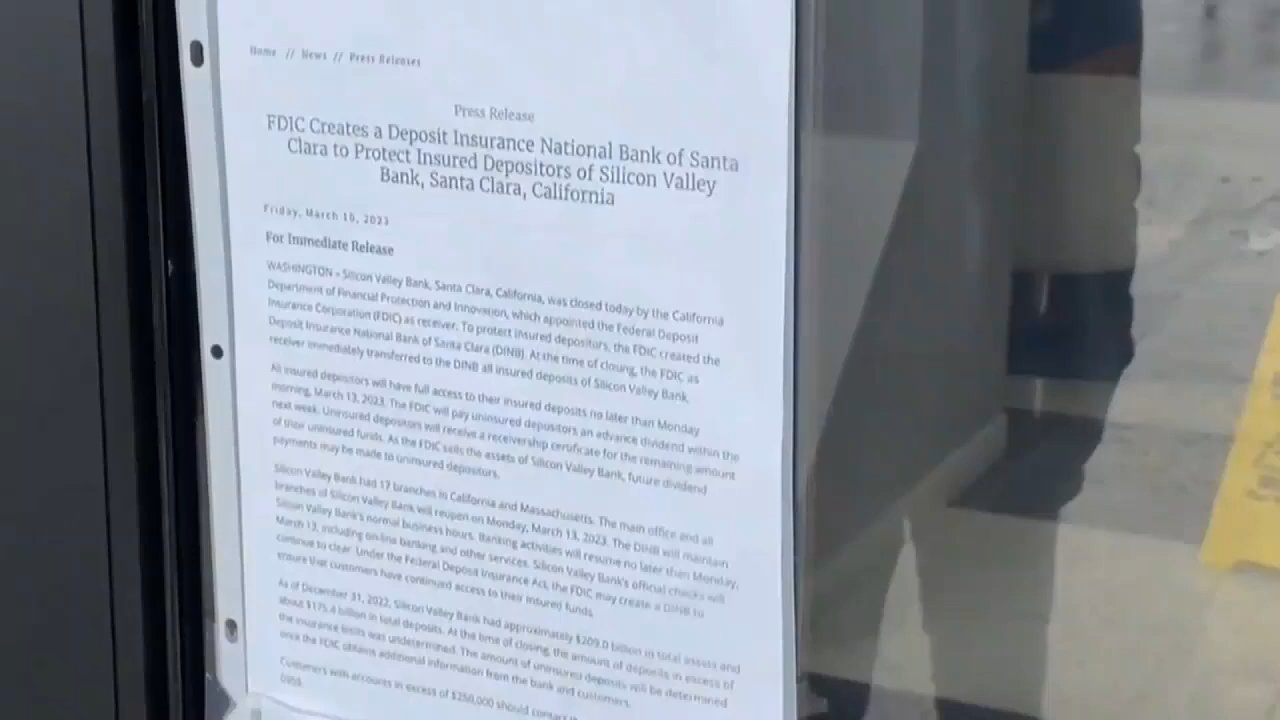 Home // News // Press Releases
Press Release
FDIC Creates a Deposit Insurance National Bank of Santa
Clara to Protect Insured Depositors of Silicon Valley
Bank, Santa Clara, California
Friday, March 10, 2023
For Immediate Release
WASHINGTON – Silicon Valley Bank, Santa Clara, California, was closed today by the California
Department of Financial Protection and Innovation, which appointed the Federal Deposit
Insurance Corporation (FDIC) as receiver. To protect insured depositors, the FDIC created the
Deposit Insurance National Bank of Santa Clara (DINB). At the time of closing, the FDIC as
receiver immediately transferred to the DINB all insured deposits of Silicon Valley Bank.
All insured depositors will have full access to their insured deposits no later than Monday
morning, March 13, 2023. The FDIC will pay uninsured depositors an advance dividend within the
next week. Uninsured depositors will receive a receivership certificate for the remaining amount
of their uninsured funds. As the FDIC sells the assets of Silicon Valley Bank, future dividend
payments may be made to uninsured depositors.
Silicon Valley Bank had 17 branches in California and Massachusetts. The main office and all
branches of Silicon Valley Bank will reopen on Monday, March 13, 2023. The DINB will maintain
Silicon Valley Bank's normal business hours. Banking activities will resume no later than Monday,
March 13, including on-line banking and other services. Silicon Valley Bank's official checks will
continue to clear. Under the Federal Deposit Insurance Act, the FDIC may create a DINB to
ensure that customers have continued access to their insured funds.
As of December 31, 2022, Silicon Valley Bank had approximately $209.0 billion in total assets and
about $175.4 billion in total deposits. At the time of closing, the amount of deposits in excess of
the insurance limits was undetermined. The amount of uninsured deposits will be determined
once the FDIC obtains additional information from the bank and customers.
Customers with accounts in excess of $250,000 should contact